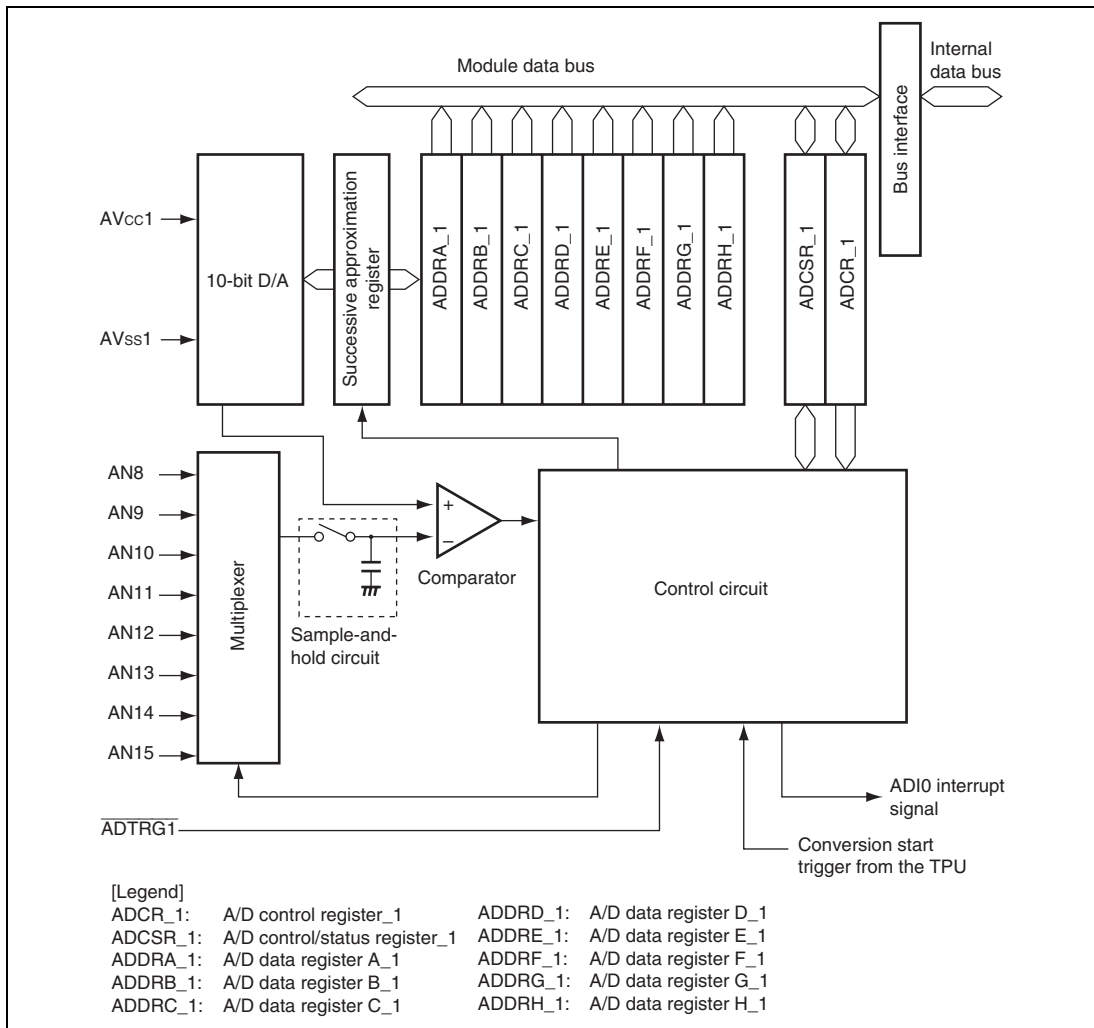 Module data bus
Internal
data bus
Bus interface
AVCC1
AVSS1
10-bit D/A
Successive approximation
register
ADDRA_1
ADDRB_1
ADDRC_1
ADDRD_1
ADDRE_1
ADDRF_1
ADDRG_1
ADDRH_1
ADCSR_1
ADCR_1
AN8
AN9
AN10
AN11
AN12
AN13
AN14
AN15
Multiplexer
+
−
Comparator
Sample-and-
hold circuit
Control circuit
ADI0 interrupt
signal
ADTRG1
Conversion start
trigger from the TPU
[Legend]
ADCR_1: A/D control register_1
ADCSR_1: A/D control/status register_1
ADDRA_1: A/D data register A_1
ADDRB_1: A/D data register B_1
ADDRC_1: A/D data register C_1
ADDRD_1: A/D data register D_1
ADDRE_1: A/D data register E_1
ADDRF_1: A/D data register F_1
ADDRG_1: A/D data register G_1
ADDRH_1: A/D data register H_1